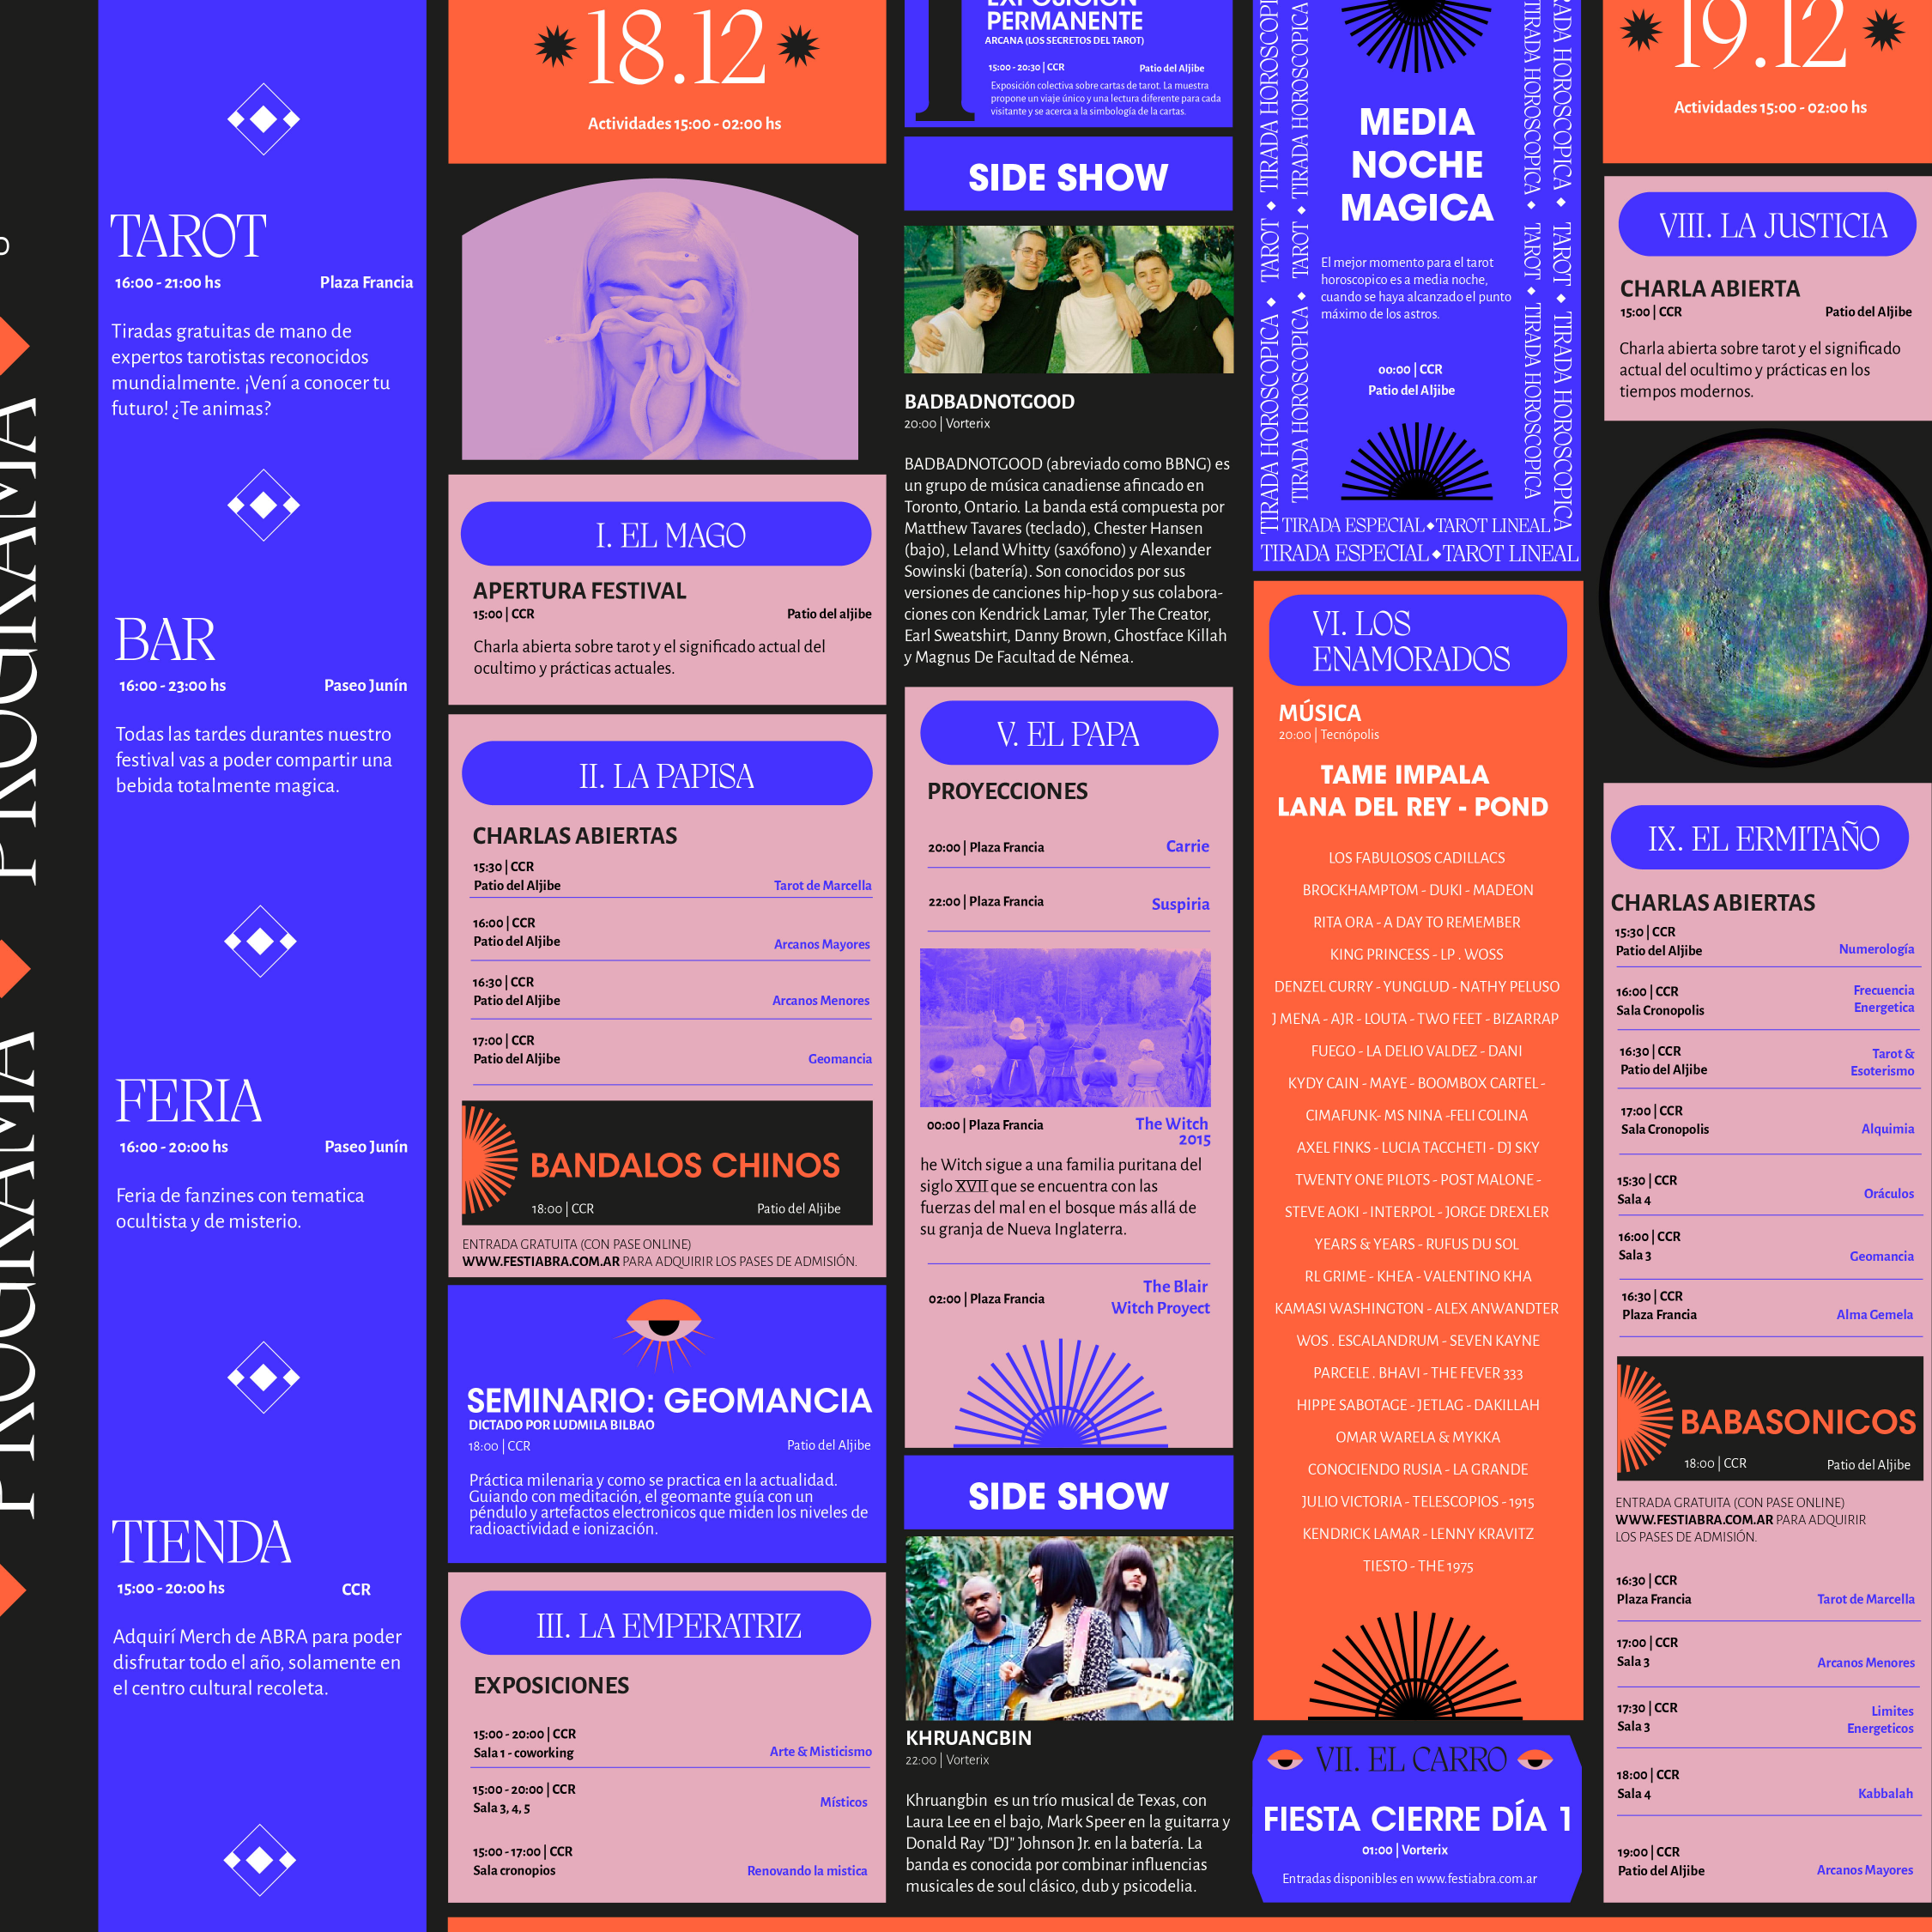 PROGRAMA
PROGRAMA
TAROT
16:00 - 21:00 hs
Plaza Francia
Tiradas gratuitas de mano de
expertos tarotistas reconocidos
mundialmente. ¡Vení a conocer tu
futuro! ¿Te animas?
BAR
16:00 - 23:00 hs
Paseo Junín
Todas las tardes durantes nuestro
festival vas a poder compartir una
bebida totalmente magica.
FERIA
16:00 - 20:00 hs
Paseo Junín
Feria de fanzines con tematica
ocultista y de misterio.
TIENDA
15:00 - 20:00 hs
CCR
Adquirí Merch de ABRA para poder
disfrutar todo el año, solamente en
el centro cultural recoleta.
18.12
Actividades 15:00 - 02:00 hs
I. EL MAGO
APERTURA FESTIVAL
15:00 | CCR
Patio del aljibe
Charla abierta sobre tarot y el significado actual del
ocultimo y prácticas actuales.
II. LA PAPISA
CHARLAS ABIERTAS
15:30 | CCR
Patio del Aljibe
Tarot de Marcella
16:00 | CCR
Patio del Aljibe
Arcanos Mayores
16:30 | CCR
Patio del Aljibe
Arcanos Menores
17:00 | CCR
Patio del Aljibe
Geomancia
BANDALOS CHINOS
18:00 | CCR
Patio del Aljibe
ENTRADA GRATUITA (CON PASE ONLINE)
WWW.FESTIABRA.COM.AR PARA ADQUIRIR LOS PASES DE ADMISIÓN.
SEMINARIO: GEOMANCIA
DICTADO POR LUDMILA BILBAO
18:00 | CCR
Patio del Aljibe
Práctica milenaria y como se practica en la actualidad.
Guiando con meditación, el geomante guía con un
péndulo y artefactos electronicos que miden los niveles de
radioactividad e ionización.
III. LA EMPERATRIZ
EXPOSICIONES
15:00 - 20:00 | CCR
Sala 1 - coworking
Arte & Misticismo
15:00 - 20:00 | CCR
Sala 3, 4, 5
Místicos
15:00 - 17:00 | CCR
Sala cronopios
Renovando la mistica
EXPOSICION
PERMANENTE
ARCANA (LOS SECRETOS DEL TAROT)
15:00 - 20:30 | CCR
Patio del Aljibe
Exposición colectiva sobre cartas de tarot. La muestra
propone un viaje único y una lectura diferente para cada
visitante y se acerca a la simbología de la cartas.
SIDE SHOW
BADBADNOTGOOD
20:00 | Vorterix
BADBADNOTGOOD (abreviado como BBNG) es
un grupo de música canadiense afincado en
Toronto, Ontario. La banda está compuesta por
Matthew Tavares (teclado), Chester Hansen
(bajo), Leland Whitty (saxófono) y Alexander
Sowinski (batería). Son conocidos por sus
versiones de canciones hip-hop y sus colabora-
ciones con Kendrick Lamar, Tyler The Creator,
Earl Sweatshirt, Danny Brown, Ghostface Killah
y Magnus De Facultad de Némea.
V. EL PAPA
PROYECCIONES
20:00 | Plaza Francia
Carrie
22:00 | Plaza Francia
Suspiria
00:00 | Plaza Francia
The Witch
2015
he Witch sigue a una familia puritana del
siglo XVII que se encuentra con las
fuerzas del mal en el bosque más allá de
su granja de Nueva Inglaterra.
02:00 | Plaza Francia
The Blair
Witch Proyect
SIDE SHOW
KHRUANGBIN
22:00 | Vorterix
Khruangbin es un trío musical de Texas, con
Laura Lee en el bajo, Mark Speer en la guitarra y
Donald Ray "DJ" Johnson Jr. en la batería. La
banda es conocida por combinar influencias
musicales de soul clásico, dub y psicodelia.
TIRADA HOROSCOPICA ◆ TAROT ◆ TIRADA HOROSCOPI
TIRADA HOROSCOPICA ◆ TAROT ◆ TIRADA HOROSCOPICA
MEDIA
NOCHE
MAGICA
El mejor momento para el tarot
horoscopico es a media noche,
cuando se haya alcanzado el punto
máximo de los astros.
00:00 | CCR
Patio del Aljibe
TIRADA HOROSCOPICA ◆ TAROT ◆ TIRADA HOROSCOPICA
RADA HOROSCOPICA ◆ TAROT ◆ TIRADA HOROSCOPICA
TIRADA ESPECIAL◆TAROT LINEAL
TIRADA ESPECIAL◆TAROT LINEAL
VI. LOS
ENAMORADOS
MÚSICA
20:00 | Tecnópolis
TAME IMPALA
LANA DEL REY - POND
LOS FABULOSOS CADILLACS
BROCKHAMPTOM - DUKI - MADEON
RITA ORA - A DAY TO REMEMBER
KING PRINCESS - LP . WOSS
DENZEL CURRY - YUNGLUD - NATHY PELUSO
J MENA - AJR - LOUTA - TWO FEET - BIZARRAP
FUEGO - LA DELIO VALDEZ - DANI
KYDY CAIN - MAYE - BOOMBOX CARTEL -
CIMAFUNK- MS NINA -FELI COLINA
AXEL FINKS - LUCIA TACCHETI - DJ SKY
TWENTY ONE PILOTS - POST MALONE -
STEVE AOKI - INTERPOL - JORGE DREXLER
YEARS & YEARS - RUFUS DU SOL
RL GRIME - KHEA - VALENTINO KHA
KAMASI WASHINGTON - ALEX ANWANDTER
WOS . ESCALANDRUM - SEVEN KAYNE
PARCELE . BHAVI - THE FEVER 333
HIPPE SABOTAGE - JETLAG - DAKILLAH
OMAR WARELA & MYKKA
CONOCIENDO RUSIA - LA GRANDE
JULIO VICTORIA - TELESCOPIOS - 1915
KENDRICK LAMAR - LENNY KRAVITZ
TIESTO - THE 1975
VII. EL CARRO
FIESTA CIERRE DÍA 1
01:00 | Vorterix
Entradas disponibles en www.festiabra.com.ar
19.12
Actividades 15:00 - 02:00 hs
VIII. LA JUSTICIA
CHARLA ABIERTA
15:00 | CCR
Patio del Aljibe
Charla abierta sobre tarot y el significado
actual del ocultimo y prácticas en los
tiempos modernos.
IX. EL ERMITAÑO
CHARLAS ABIERTAS
15:30 | CCR
Patio del Aljibe
Numerología
16:00 | CCR
Sala Cronopolis
Frecuencia
Energetica
16:30 | CCR
Patio del Aljibe
Tarot &
Esoterismo
17:00 | CCR
Sala Cronopolis
Alquimia
15:30 | CCR
Sala 4
Oráculos
16:00 | CCR
Sala 3
Geomancia
16:30 | CCR
Plaza Francia
Alma Gemela
BABASONICOS
18:00 | CCR
Patio del Aljibe
ENTRADA GRATUITA (CON PASE ONLINE)
WWW.FESTIABRA.COM.AR PARA ADQUIRIR
LOS PASES DE ADMISIÓN.
16:30 | CCR
Plaza Francia
Tarot de Marcella
17:00 | CCR
Sala 3
Arcanos Menores
17:30 | CCR
Sala 3
Limites
Energeticos
18:00 | CCR
Sala 4
Kabbalah
19:00 | CCR
Patio del Aljibe
Arcanos Mayores